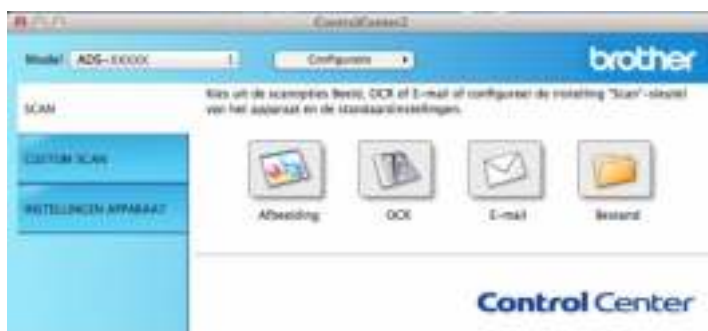 ControlCenter2
Model ADS-XXXXX Configureren brother
Kies uit de scanopties Beeld, OCR of E-mail of configureer de instelling "Scan"-sleutel
van het apparaat en de standaardinstellingen.
SCAN
CUSTOM SCAN
INSTELLINGEN APPARAAT
Afbeelding OCR E-mail Bestand
Control Center